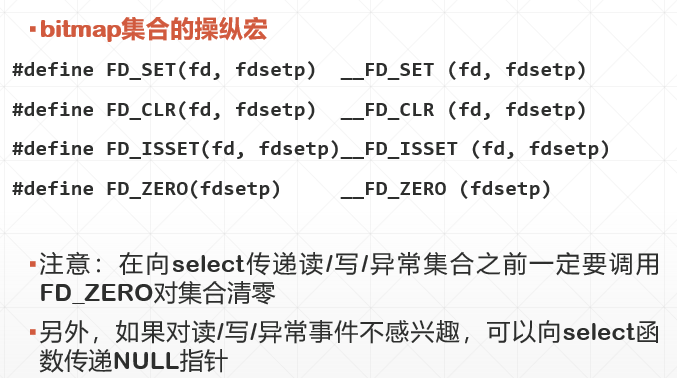 ▪bitmap集合的操纵宏
#define FD_SET(fd, fdsetp)  __FD_SET (fd, fdsetp)
#define FD_CLR(fd, fdsetp)  __FD_CLR (fd, fdsetp)
#define FD_ISSET(fd, fdsetp)__FD_ISSET (fd, fdsetp)
#define FD_ZERO(fdsetp)     __FD_ZERO (fdsetp)
▪注意：在向select传递读/写/异常集合之前一定要调用
FD_ZERO对集合清零
▪另外，如果对读/写/异常事件不感兴趣，可以向select函
数传递NULL指针